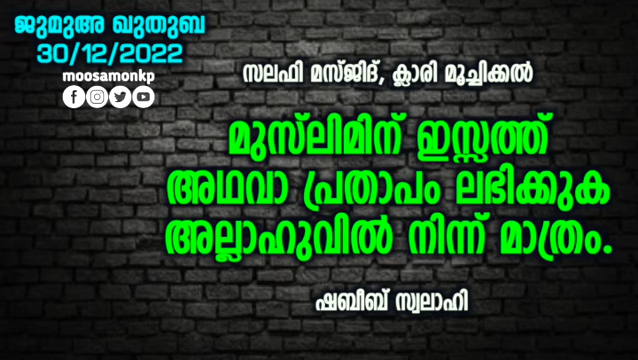 ജുമുഅ ഖുതുബ
30/12/2022
moosamonkp
സലഫി മസ്ജിദ്, ക്ലാരി മൂച്ചിക്കൽ
മുസ്‌ലിമിന് ഇസ്സത്ത്
അഥവാ പ്രതാപം ലഭിക്കുക
അല്ലാഹുവിൽ നിന്ന് മാത്രം.
ഷബീബ് സ്വലാഹി